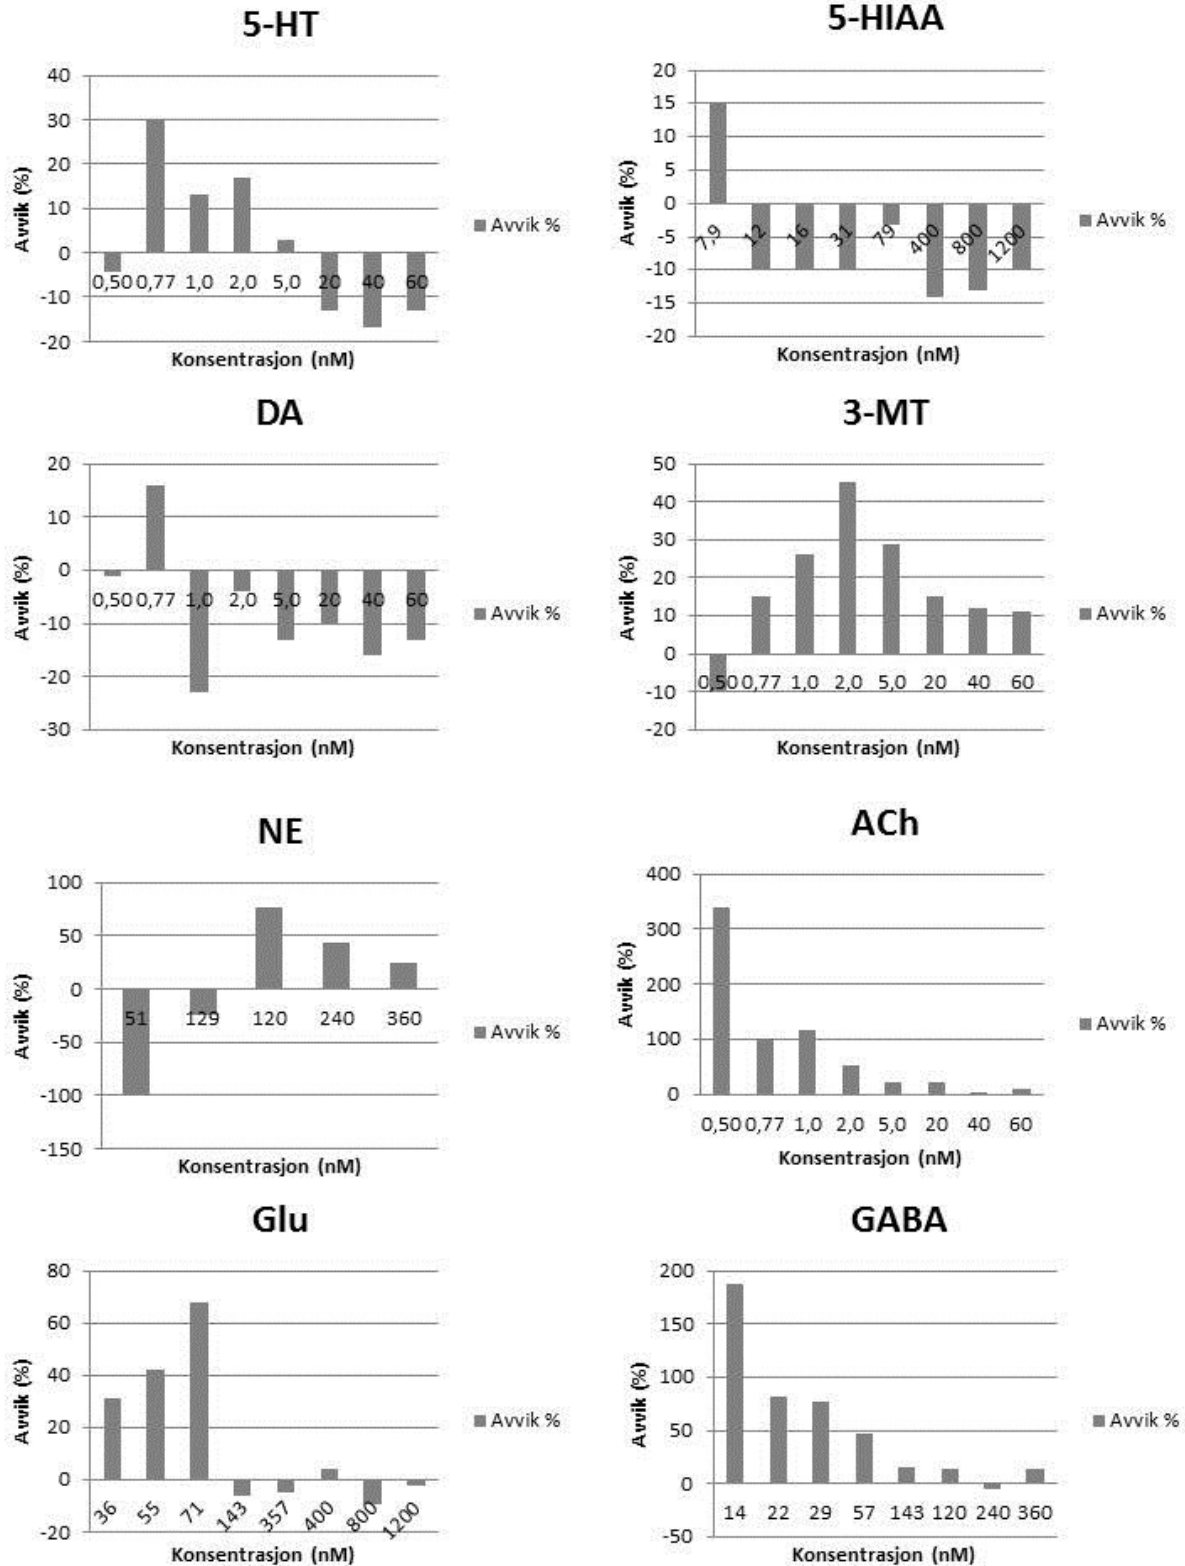 5-HT
40
30
20
10
0
-10
-20
0,50 0,77 1,0 2,0 5,0 20 40 60
Avvik (%)
Konsentrasjon (nM)
Avvik %
5-HIAA
20
15
10
5
0
-5
-10
-15
-20
7,9 12 16 31 79 400 800 1200
Avvik (%)
Konsentrasjon (nM)
Avvik %
DA
20
10
0
-10
-20
-30
0,50 0,77 1,0 2,0 5,0 20 40 60
Avvik (%)
Konsentrasjon (nM)
Avvik %
3-MT
50
40
30
20
10
0
-10
-20
0,50 0,77 1,0 2,0 5,0 20 40 60
Avvik (%)
Konsentrasjon (nM)
Avvik %
NE
100
50
0
-50
-100
-150
51 129 120 240 360
Avvik (%)
Konsentrasjon (nM)
Avvik %
ACh
400
300
200
100
0
0,50 0,77 1,0 2,0 5,0 20 40 60
Avvik (%)
Konsentrasjon (nM)
Avvik %
Glu
80
60
40
20
0
-20
36 55 71 143 357 400 800 1200
Avvik (%)
Konsentrasjon (nM)
Avvik %
GABA
200
150
100
50
0
-50
14 22 29 57 143 120 240 360
Avvik (%)
Konsentrasjon (nM)
Avvik %